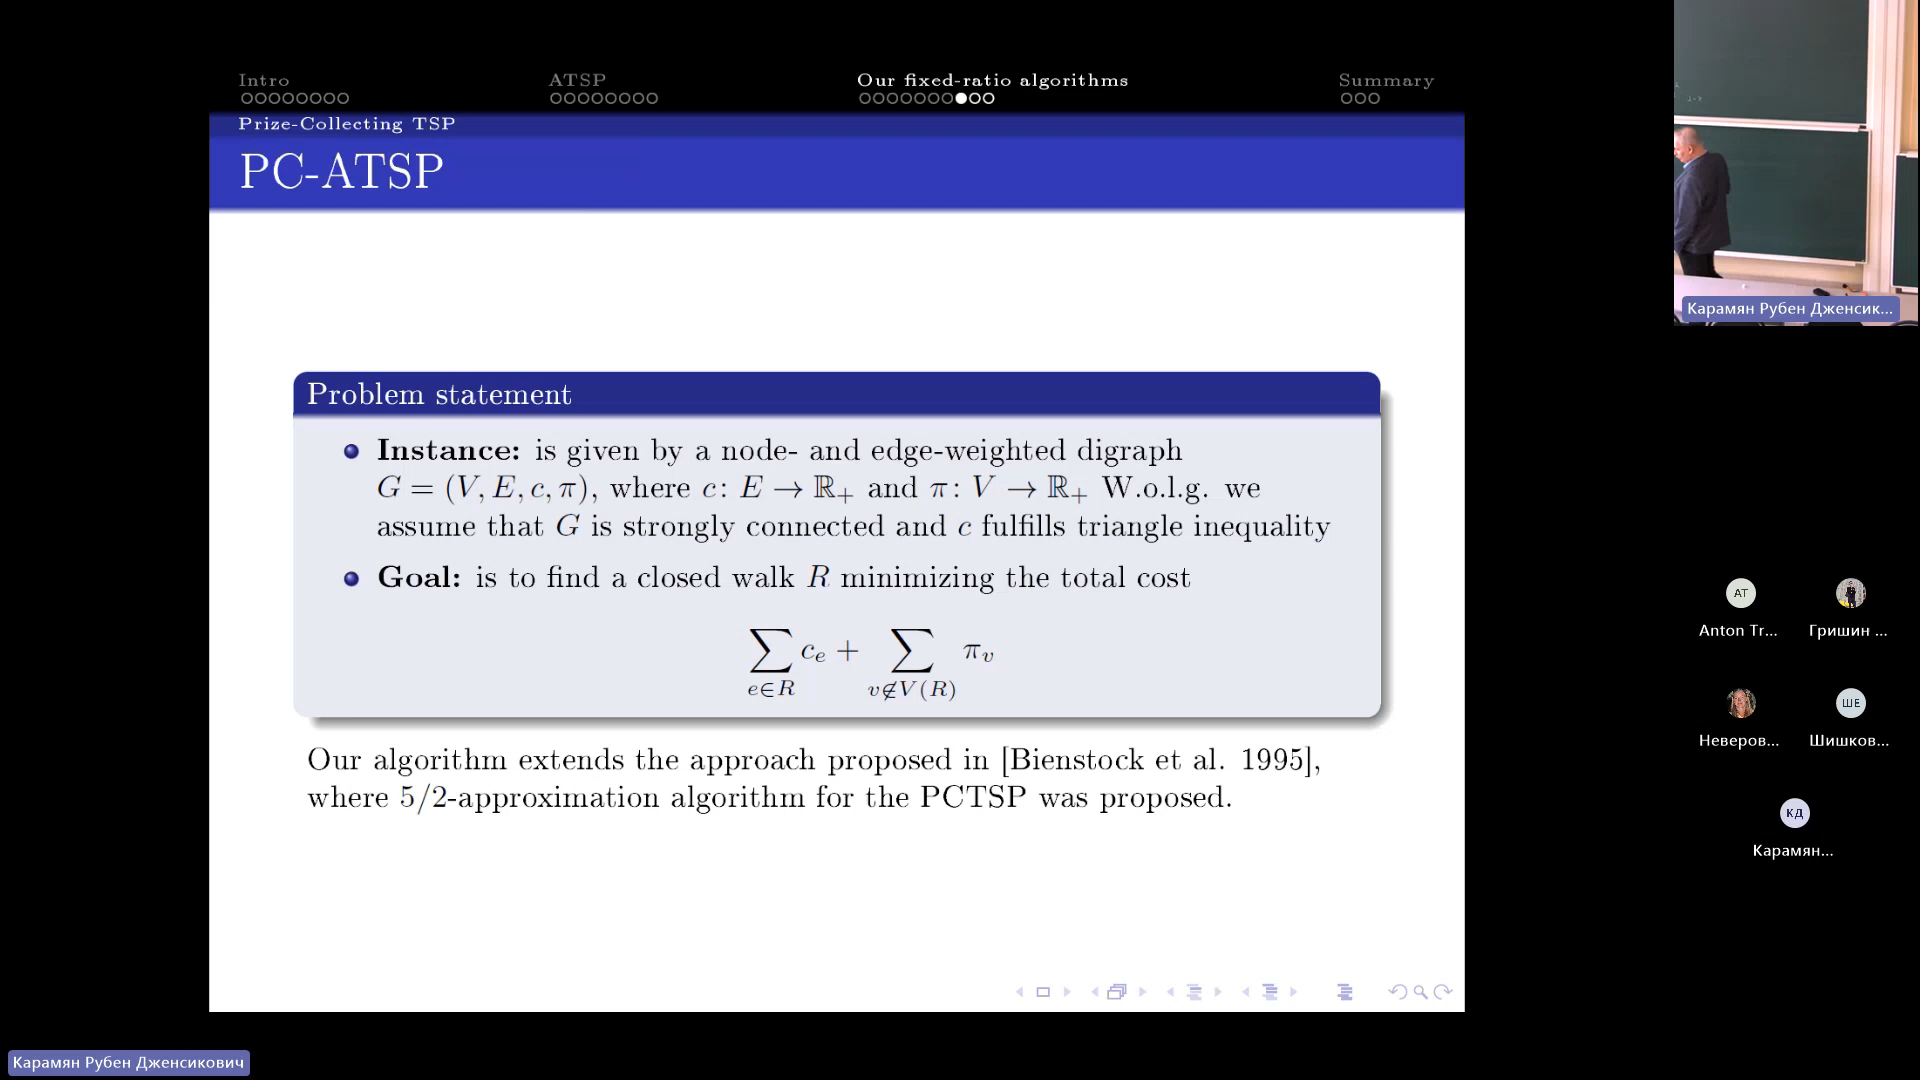 Intro ATSP Our fixed-ratio algorithms Summary
Prize-Collecting TSP
PC-ATSP
Problem statement
Instance: is given by a node- and edge-weighted digraph
G = (V, E, c, π), where c: E → ℝ₊ and π: V → ℝ₊ W.o.l.g. we
assume that G is strongly connected and c fulfills triangle inequality
Goal: is to find a closed walk R minimizing the total cost
∑_{e∈R} c_e + ∑_{v∉V(R)} π_v
Our algorithm extends the approach proposed in [Bienstock et al. 1995],
where 5/2-approximation algorithm for the PCTSP was proposed.
Карамян Рубен Дженсик...
AT ШЕ КД
Anton Tr... Гришин ...
Неверов... Шишков...
Карамян...
Карамян Рубен Дженсикович